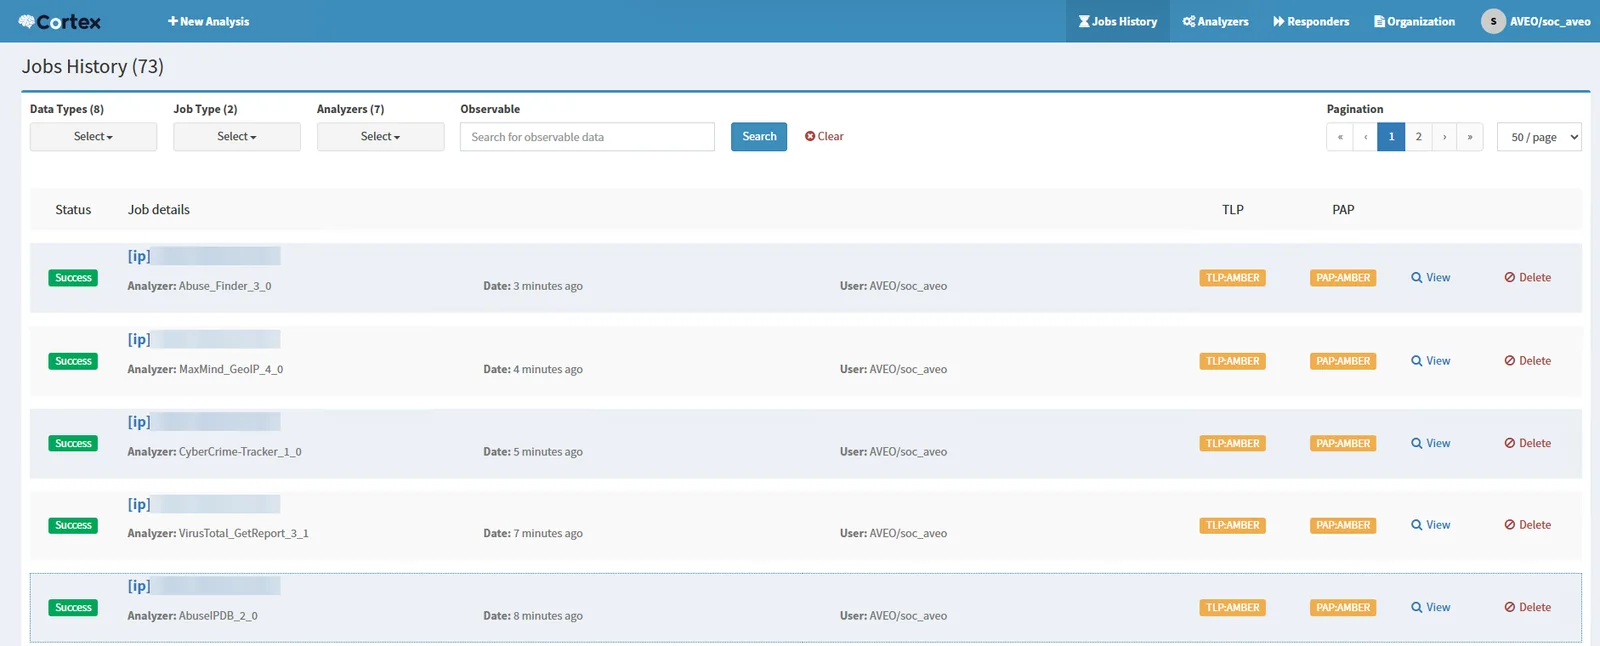 Cortex
New Analysis
Jobs History
Analyzers
Responders
Organization
S
AVEO/soc_aveo
Jobs History (73)
Data Types (8)
Job Type (2)
Analyzers (7)
Observable
Pagination
Select
Select
Select
Search for observable data
Search
Clear
« ‹ 1 2 › »
50 / page
Status Job details TLP PAP
[ip]
Success
Analyzer: Abuse_Finder_3_0 Date: 3 minutes ago User: AVEO/soc_aveo TLP:AMBER PAP:AMBER View Delete
[ip]
Success
Analyzer: MaxMind_GeoIP_4_0 Date: 4 minutes ago User: AVEO/soc_aveo TLP:AMBER PAP:AMBER View Delete
[ip]
Success
Analyzer: CyberCrime-Tracker_1_0 Date: 5 minutes ago User: AVEO/soc_aveo TLP:AMBER PAP:AMBER View Delete
[ip]
Success
Analyzer: VirusTotal_GetReport_3_1 Date: 7 minutes ago User: AVEO/soc_aveo TLP:AMBER PAP:AMBER View Delete
[ip]
Success
Analyzer: AbuseIPDB_2_0 Date: 8 minutes ago User: AVEO/soc_aveo TLP:AMBER PAP:AMBER View Delete